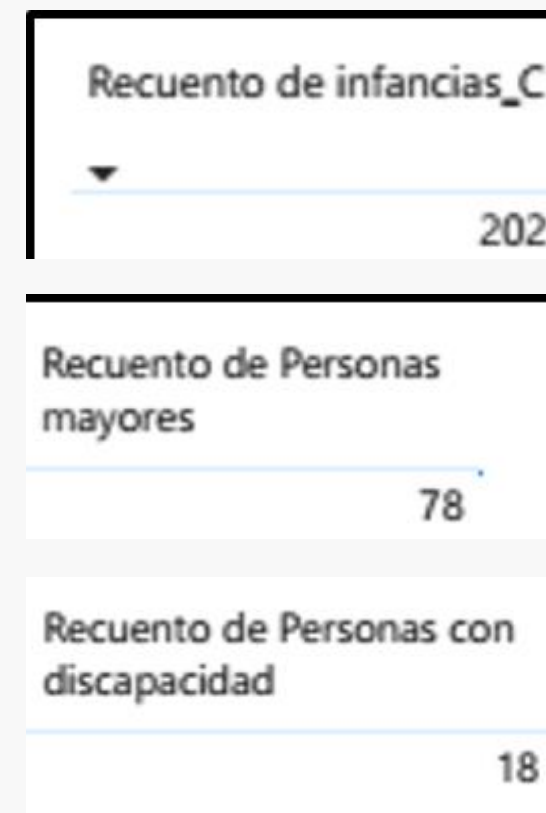 Recuento de infancias_C
202
Recuento de Personas
mayores
78
Recuento de Personas con
discapacidad
18